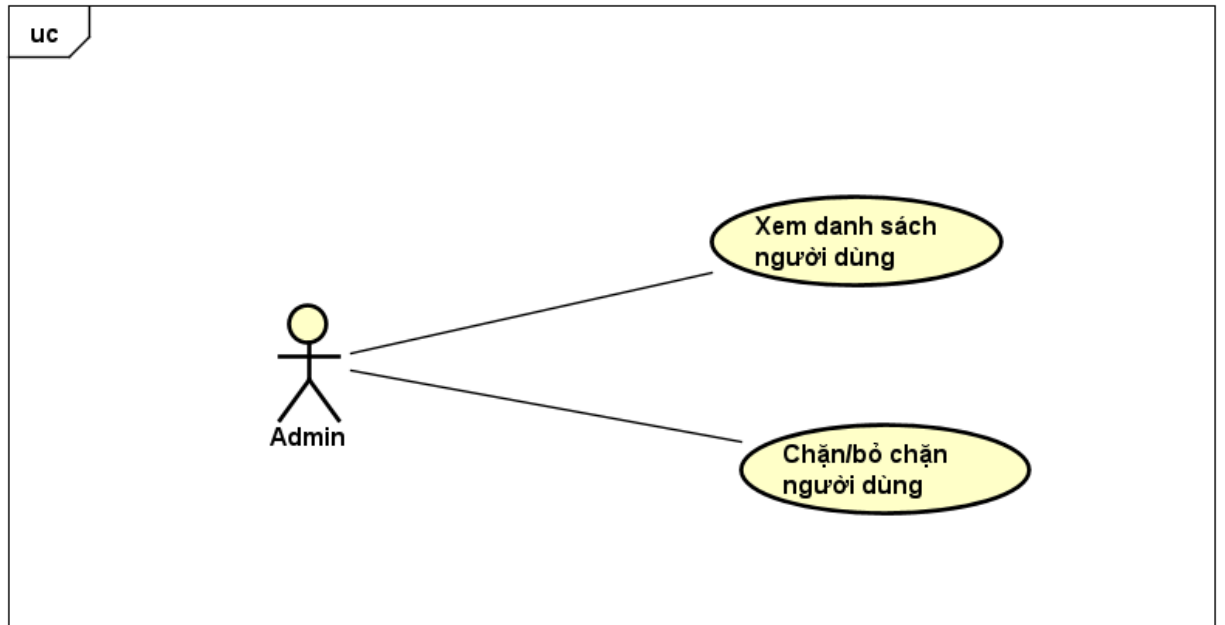 uc
Xem danh sách
người dùng
Admin
Chặn/bỏ chặn
người dùng